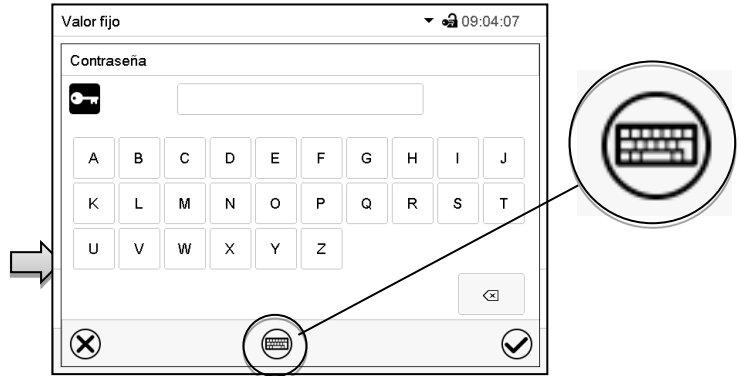 Valor fijo 09:04:07
Contraseña
A B C D E F G H I J
K L M N O P Q R S T
U V W X Y Z